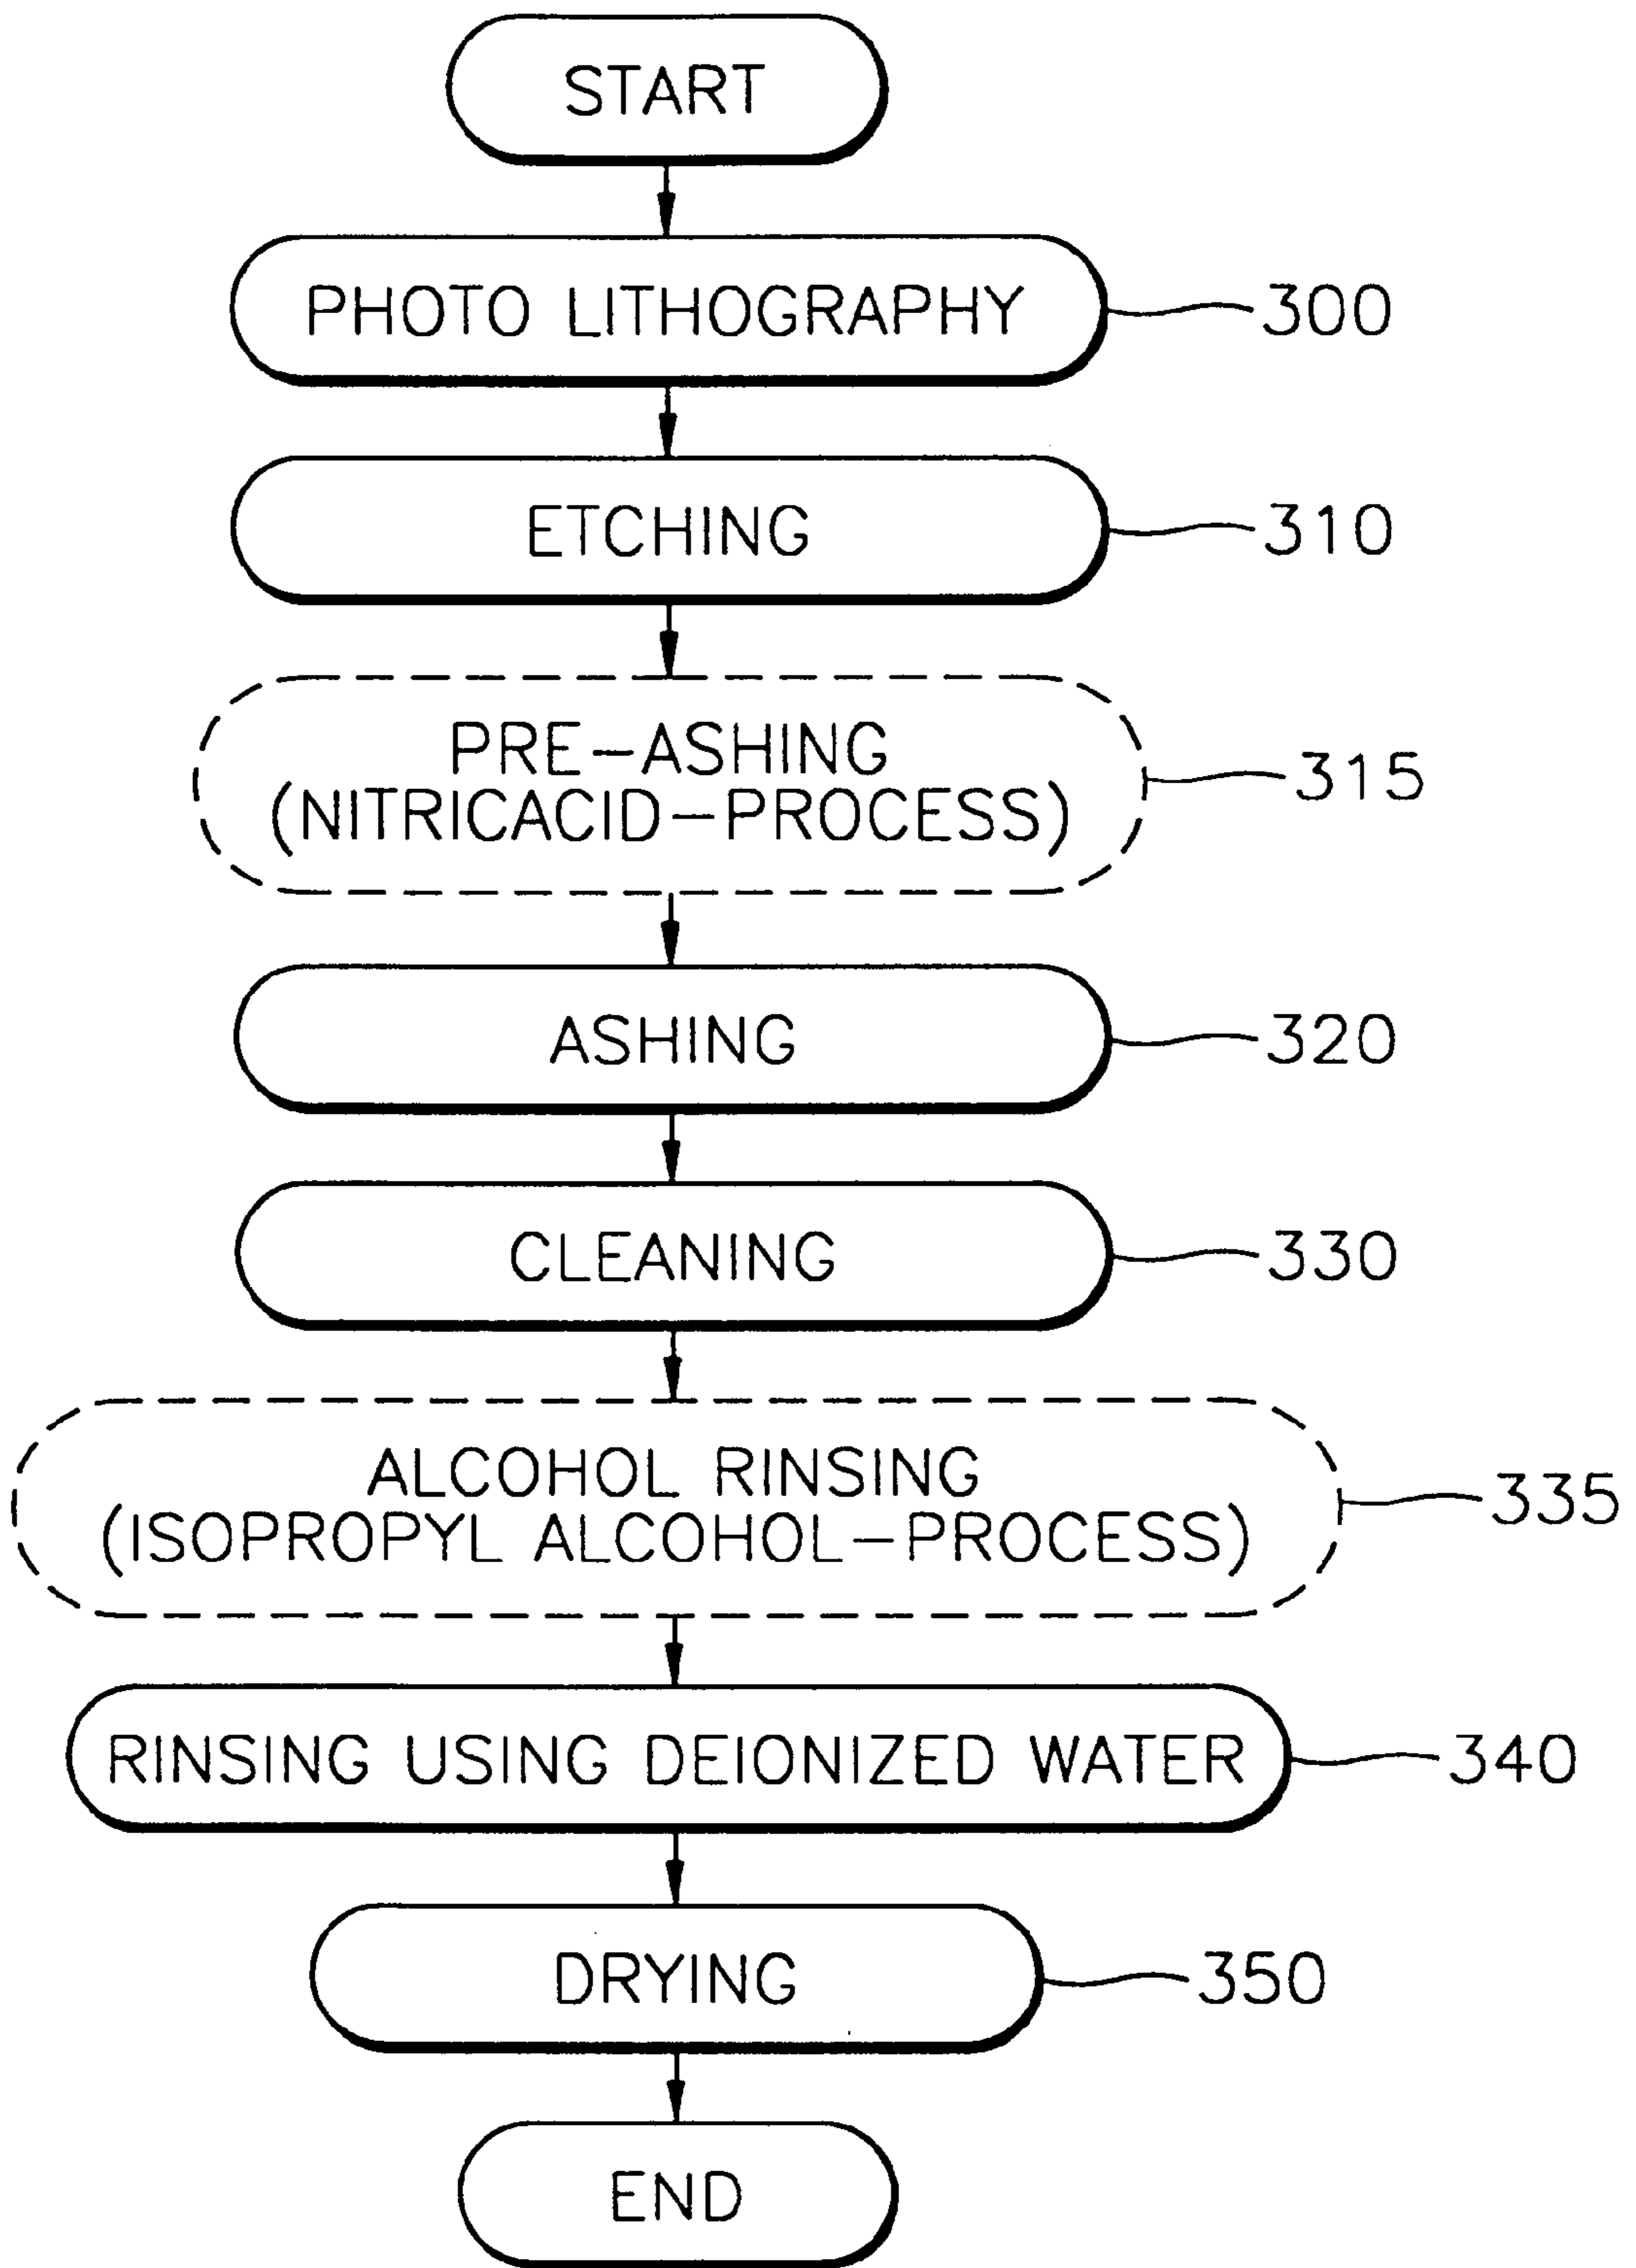 START
PHOTO LITHOGRAPHY
300
ETCHING
310
PRE-ASHING
(NITRICACID-PROCESS)
315
ASHING
320
CLEANING
330
ALCOHOL RINSING
(ISOPROPYL ALCOHOL-PROCESS)
335
RINSING USING DEIONIZED WATER
340
DRYING
350
END